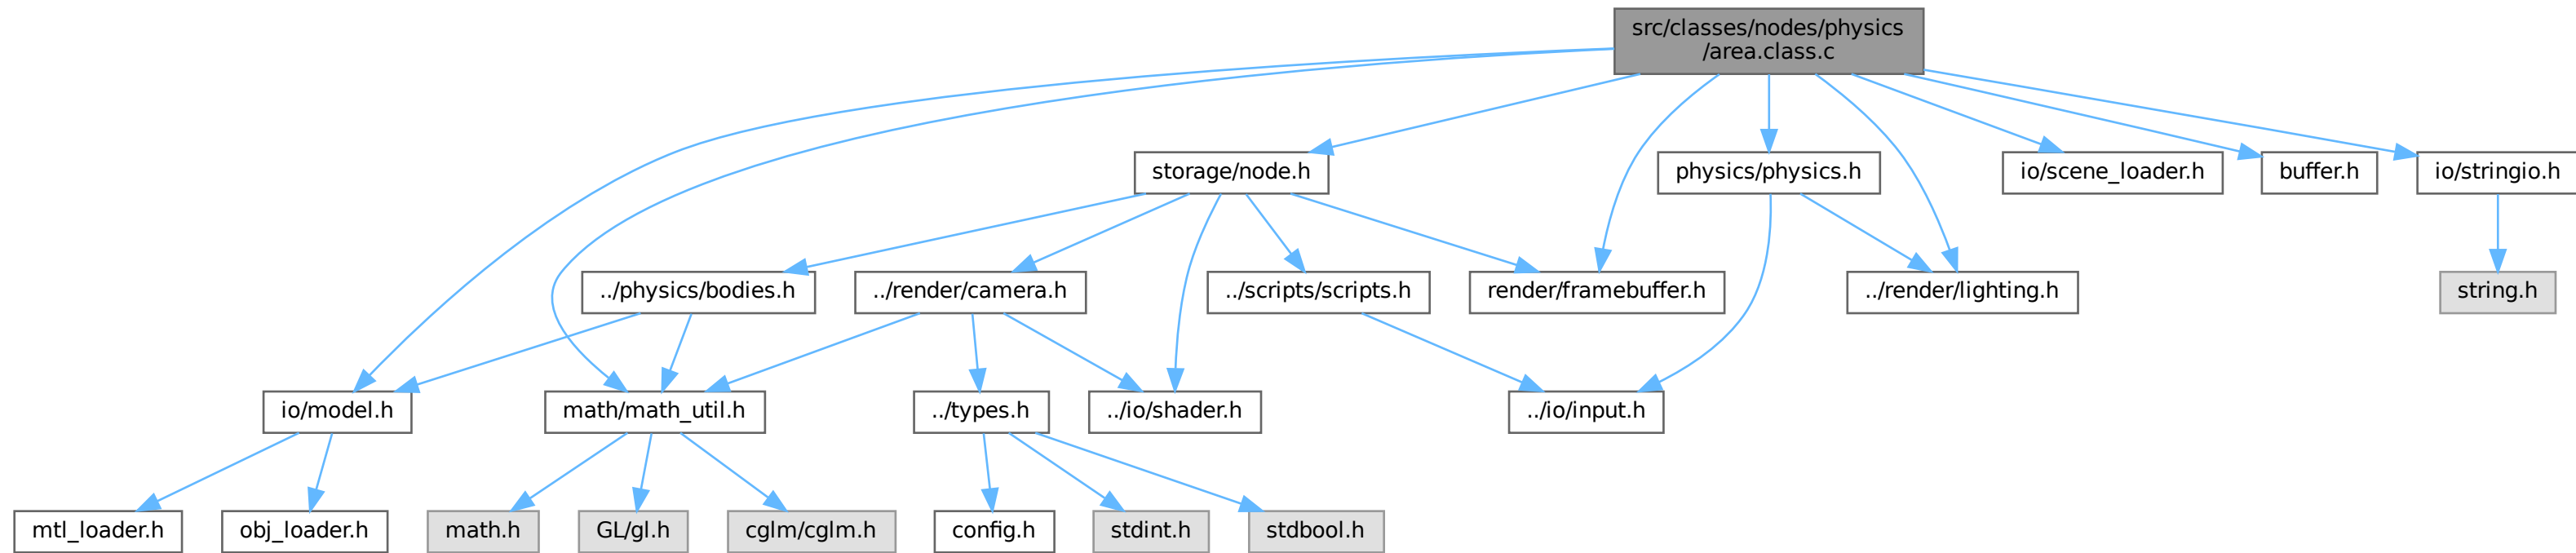 src/classes/nodes/physics
/area.class.c
storage/node.h
physics/physics.h
io/scene_loader.h
buffer.h
io/stringio.h
../physics/bodies.h
../render/camera.h
../scripts/scripts.h
render/framebuffer.h
../render/lighting.h
string.h
io/model.h
math/math_util.h
../types.h
../io/shader.h
../io/input.h
mtl_loader.h
obj_loader.h
math.h
GL/gl.h
cglm/cglm.h
config.h
stdint.h
stdbool.h